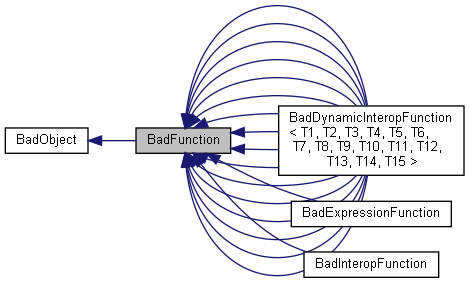 BadObject
BadFunction
BadDynamicInteropFunction
< T1, T2, T3, T4, T5, T6,
T7, T8, T9, T10, T11, T12,
T13, T14, T15 >
BadExpressionFunction
BadInteropFunction